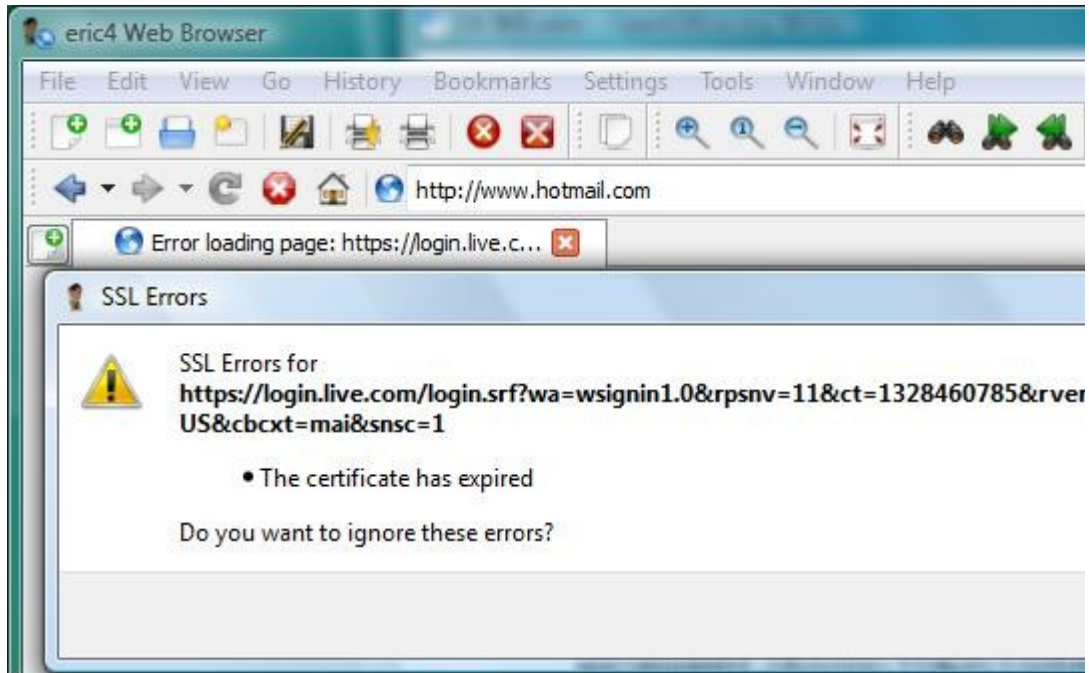 eric4 Web Browser
File Edit View Go History Bookmarks Settings Tools Window Help
http://www.hotmail.com
Error loading page: https://login.live.c...
SSL Errors
SSL Errors for
https://login.live.com/login.srf?wa=wsignin1.0&rpsnv=11&ct=1328460785&rver
US&cbcxt=mai&snsc=1
• The certificate has expired
Do you want to ignore these errors?